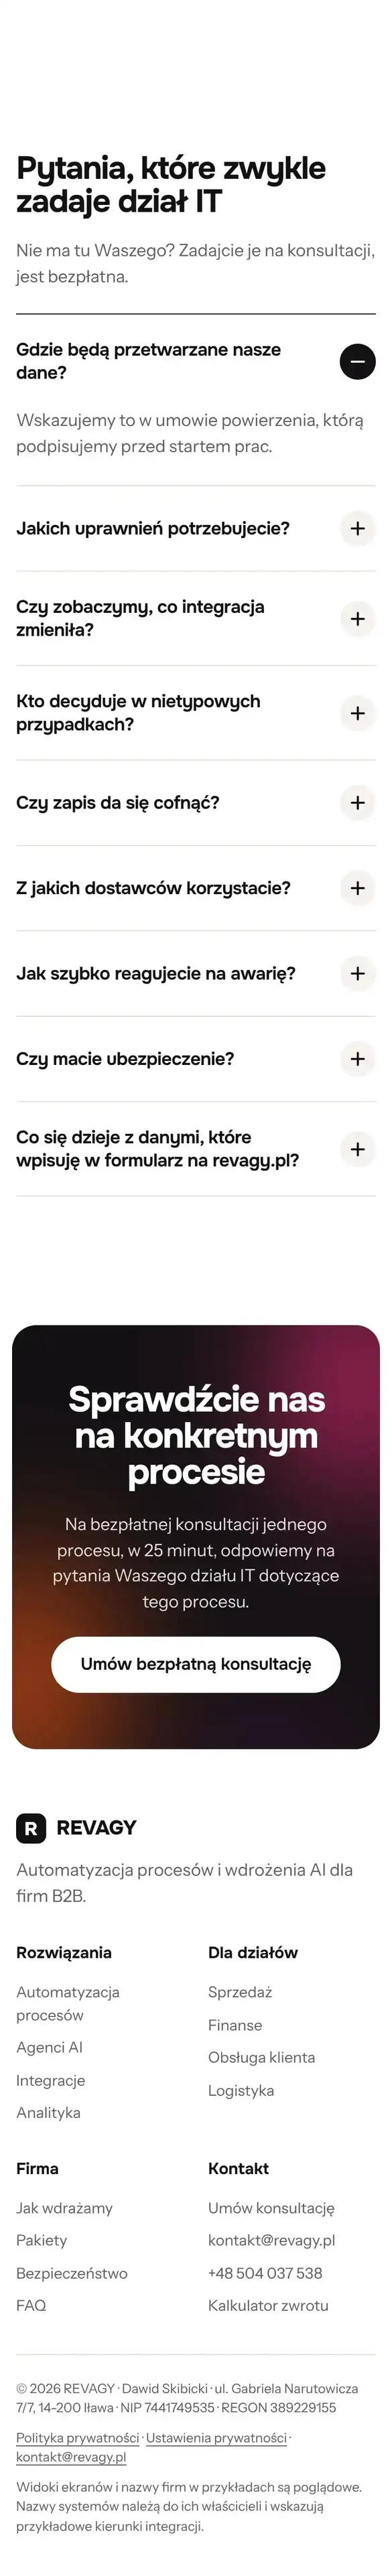 Pytania, które zwykle
zadaje dział IT
Nie ma tu Waszego? Zadajcie je na konsultacji,
jest bezpłatna.
Gdzie będą przetwarzane nasze
dane?
Wskazujemy to w umowie powierzenia, którą
podpisujemy przed startem prac.
Jakich uprawnień potrzebujecie?
Czy zobaczymy, co integracja
zmieniła?
Kto decyduje w nietypowych
przypadkach?
Czy zapis da się cofnąć?
Z jakich dostawców korzystacie?
Jak szybko reagujecie na awarię?
Czy macie ubezpieczenie?
Co się dzieje z danymi, które
wpisuję w formularz na revagy.pl?
Sprawdźcie nas
na konkretnym
procesie
Na bezpłatnej konsultacji jednego
procesu, w 25 minut, odpowiemy na
pytania Waszego działu IT dotyczące
tego procesu.
Umów bezpłatną konsultację
R REVAGY
Automatyzacja procesów i wdrożenia AI dla
firm B2B.
Rozwiązania
Automatyzacja
procesów
Agenci AI
Integracje
Analityka
Dla działów
Sprzedaż
Finanse
Obsługa klienta
Logistyka
Firma
Jak wdrażamy
Pakiety
Bezpieczeństwo
FAQ
Kontakt
Umów konsultację
kontakt@revagy.pl
+48 504 037 538
Kalkulator zwrotu
© 2026 REVAGY · Dawid Skibicki · ul. Gabriela Narutowicza
7/7, 14-200 Iława · NIP 7441749535 · REGON 389229155
Polityka prywatności · Ustawienia prywatności ·
kontakt@revagy.pl
Widoki ekranów i nazwy firm w przykładach są poglądowe.
Nazwy systemów należą do ich właścicieli i wskazują
przykładowe kierunki integracji.